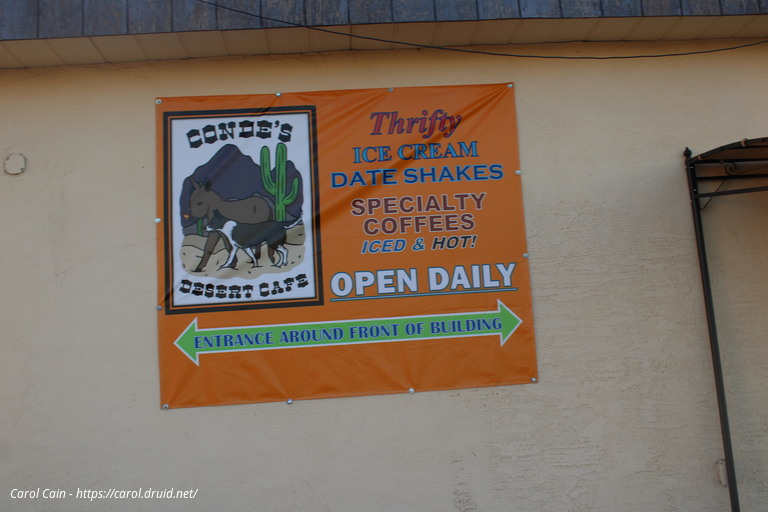 CONDE'S
DESERT CAFE
Thrifty
ICE CREAM
DATE SHAKES
SPECIALTY
COFFEES
ICED & HOT!
OPEN DAILY
ENTRANCE AROUND FRONT OF BUILDING
Carol Cain - https://carol.druid.net/